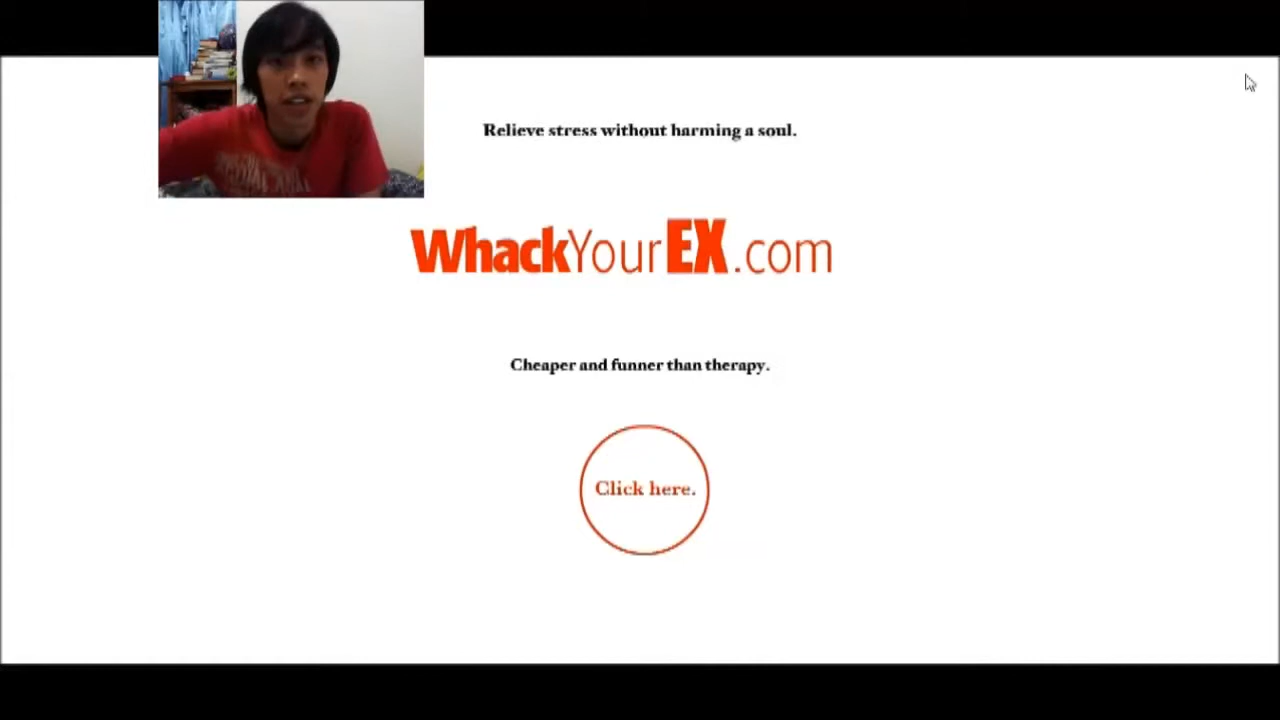 Relieve stress without harming a soul.
WhackYourEX.com
Cheaper and funner than therapy.
Click here.